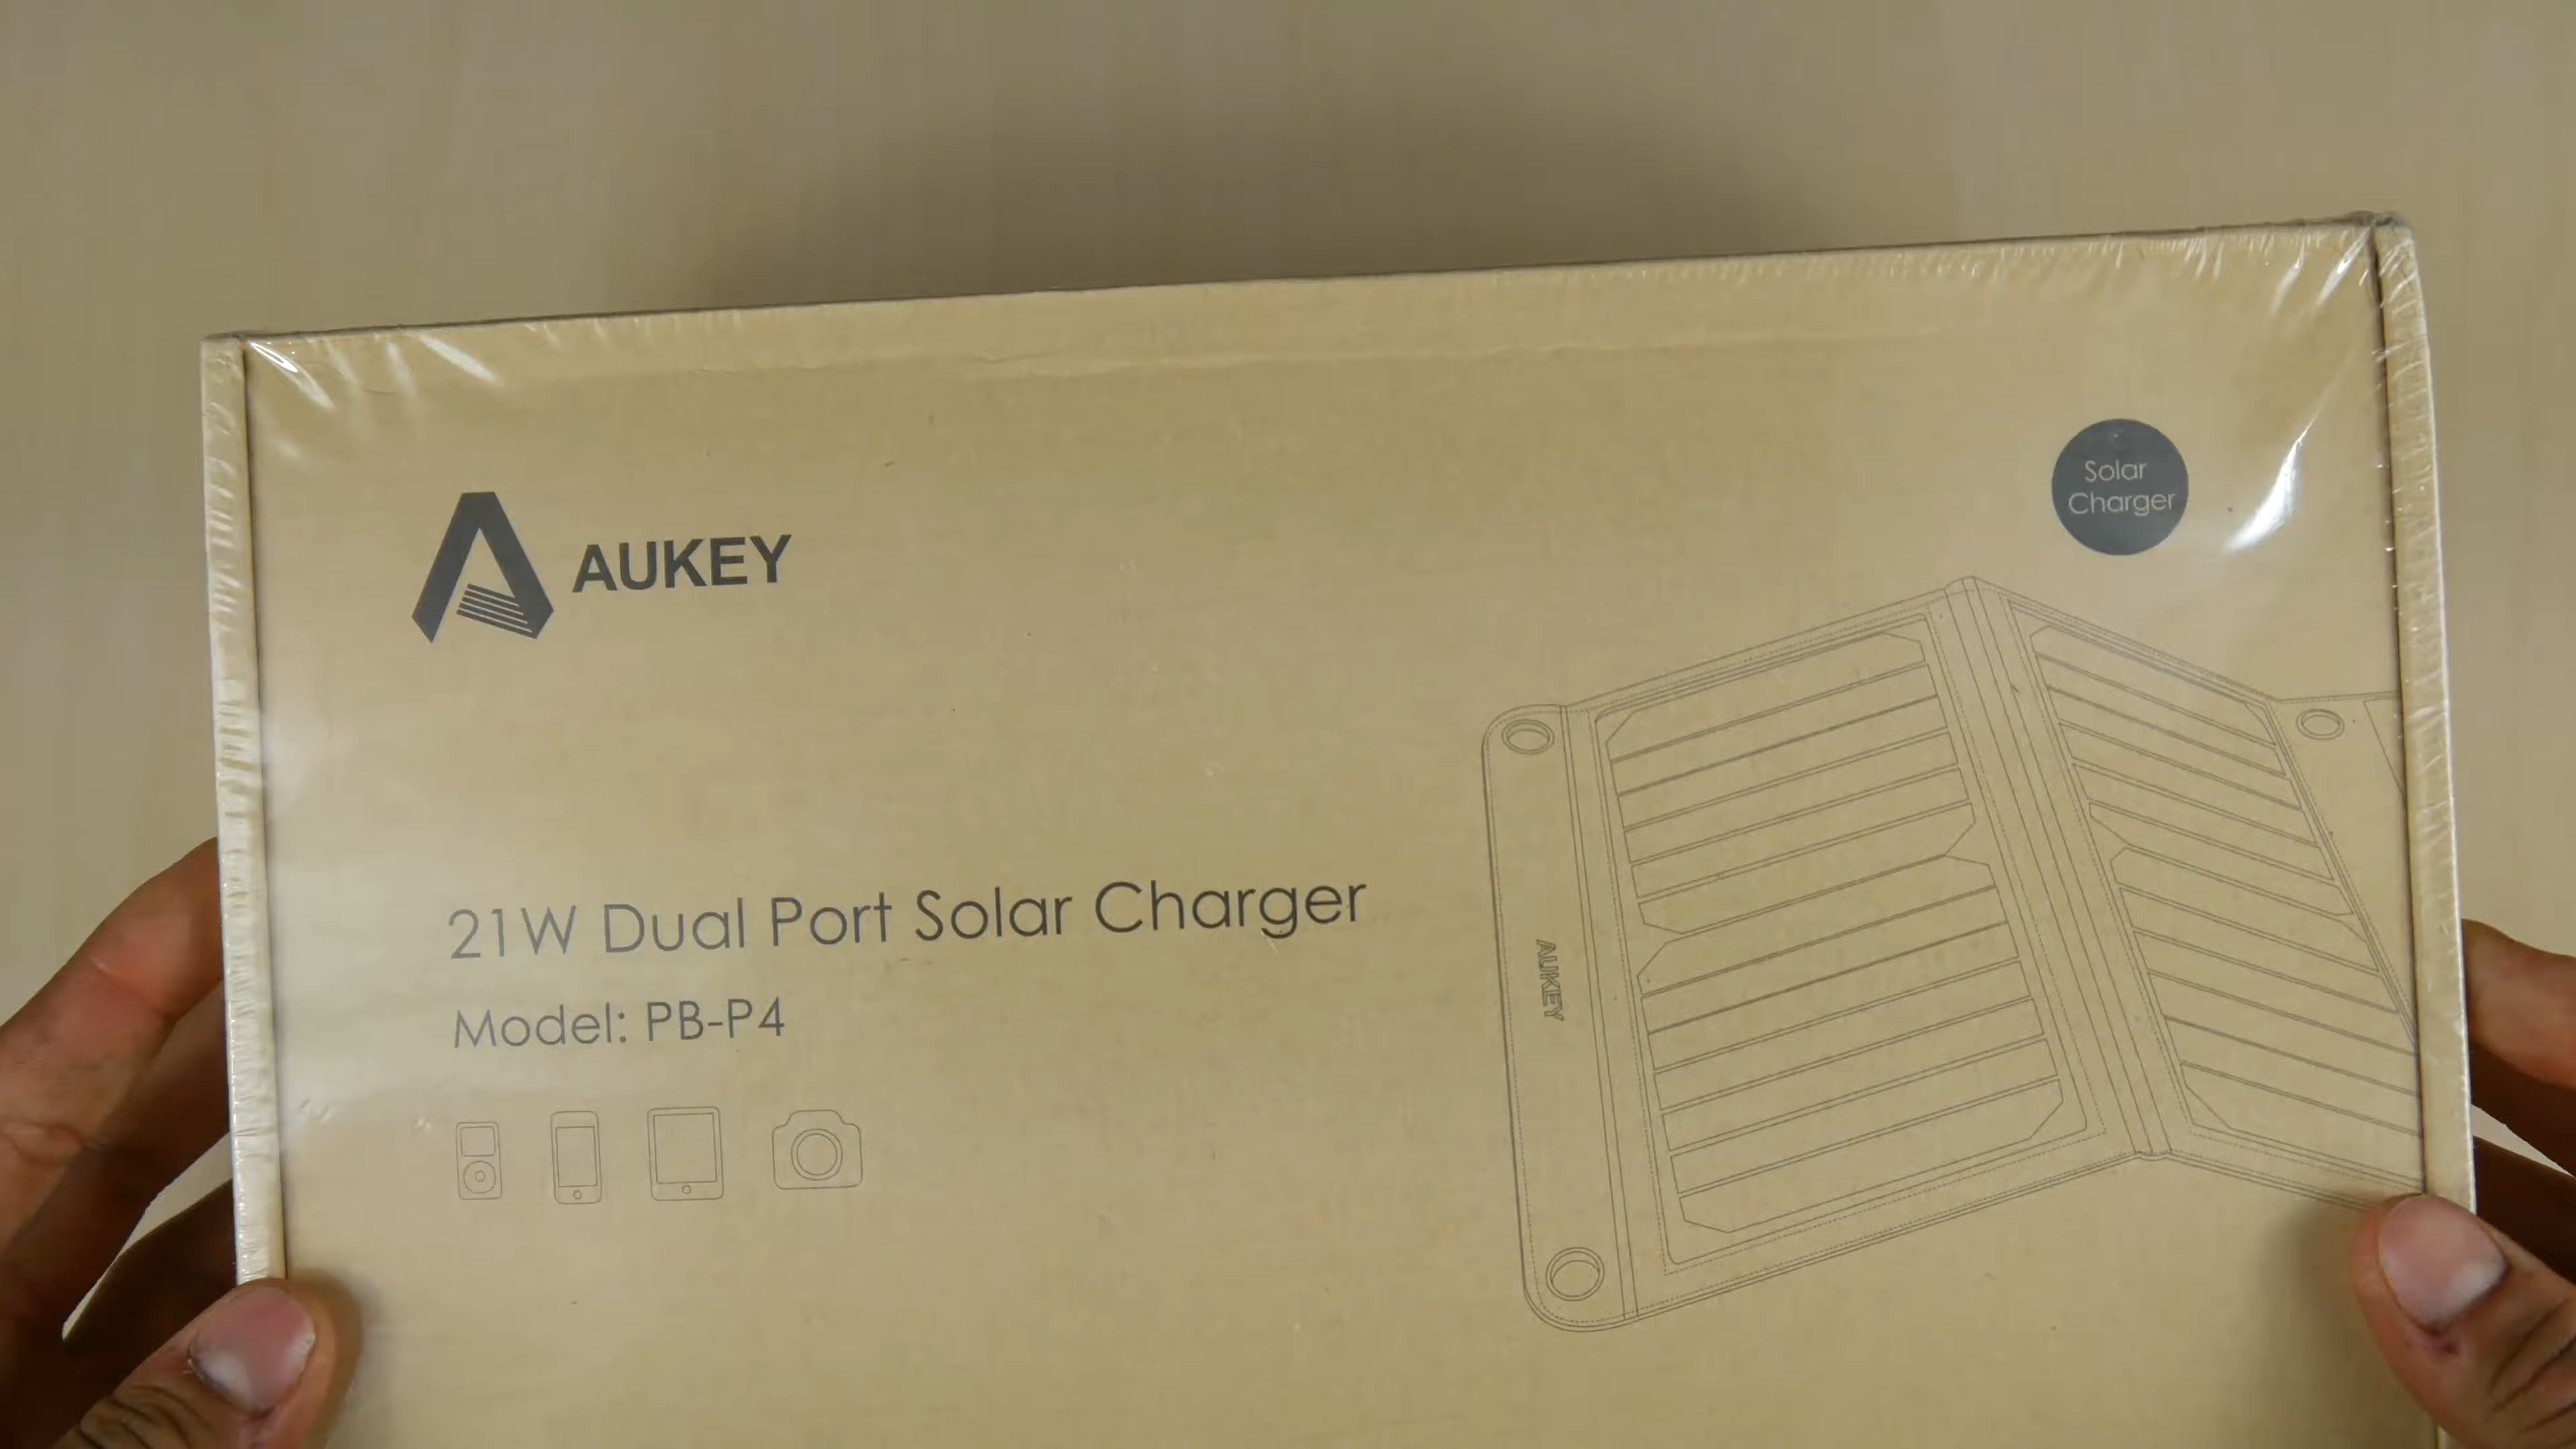 Solar
Charger
AUKEY
21W Dual Port Solar Charger
Model: PB-P4
AUKEY